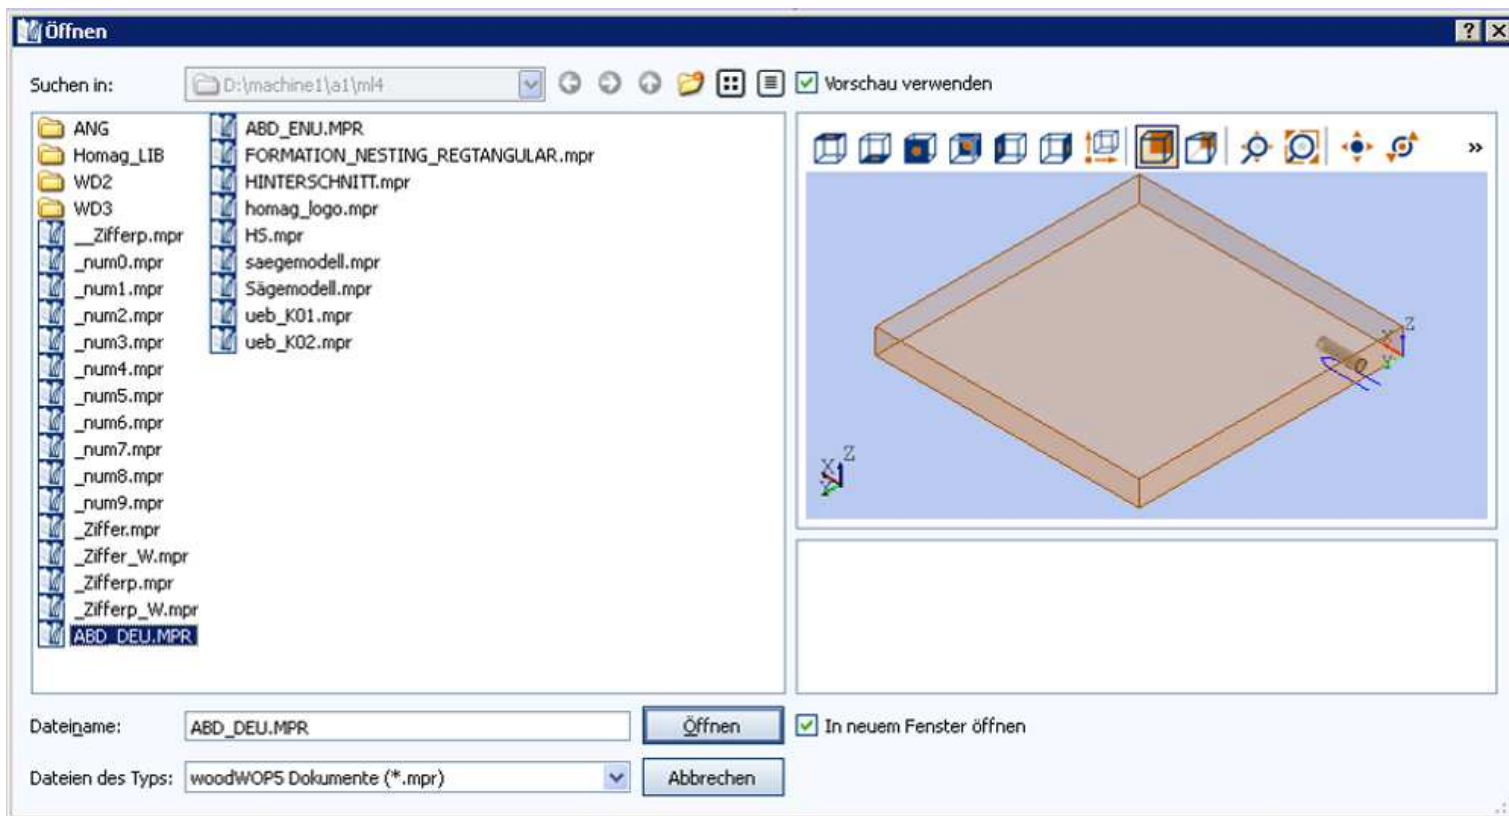 Öffnen
Suchen in: D:\machine1\a1\ml4 Vorschau verwenden
ANG
Homag_LIB
WD2
WD3
__Zifferp.mpr
_num0.mpr
_num1.mpr
_num2.mpr
_num3.mpr
_num4.mpr
_num5.mpr
_num6.mpr
_num7.mpr
_num8.mpr
_num9.mpr
_Ziffer.mpr
_Ziffer_W.mpr
_Zifferp.mpr
_Zifferp_W.mpr
ABD_DEU.MPR
ABD_ENU.MPR
FORMATION_NESTING_REGTANGULAR.mpr
HINTERSCHNITT.mpr
homag_logo.mpr
HS.mpr
saegemodell.mpr
Sägemodell.mpr
ueb_K01.mpr
ueb_K02.mpr
»
X Z
Y
X Z
Y
Dateiname: ABD_DEU.MPR Öffnen In neuem Fenster öffnen
Dateien des Typs: woodWOP5 Dokumente (*.mpr) Abbrechen